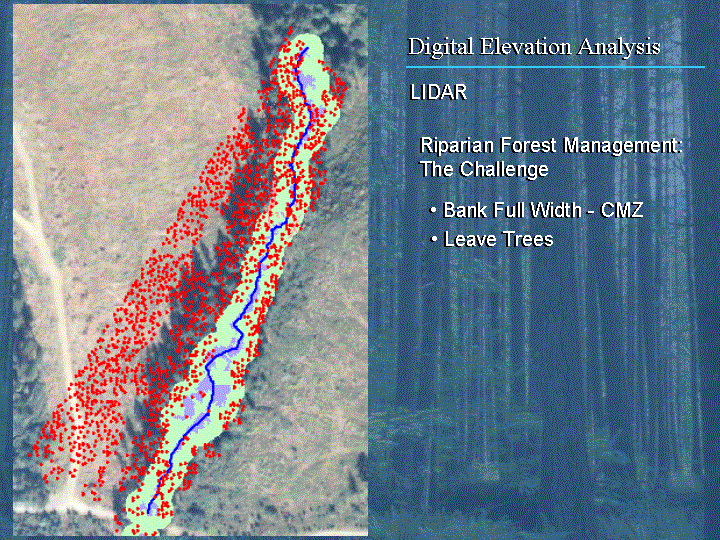 Digital Elevation Analysis
LIDAR
Riparian Forest Management:
The Challenge
• Bank Full Width - CMZ
• Leave Trees